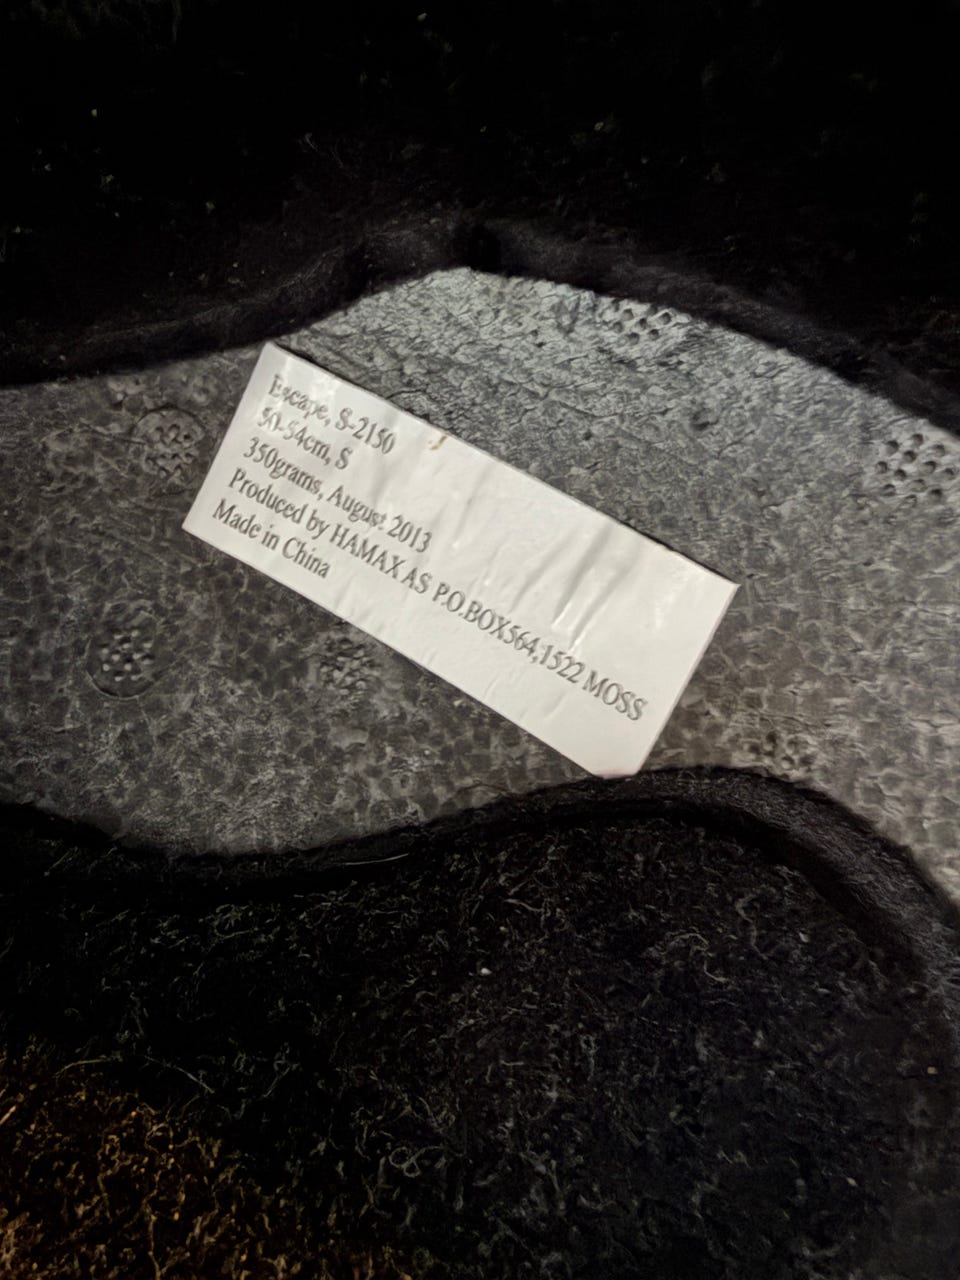 Escape, S-2150
50-54cm, S
350grams, August 2013
Produced by HAMAX AS P.O.BOX564,1522 MOSS
Made in China